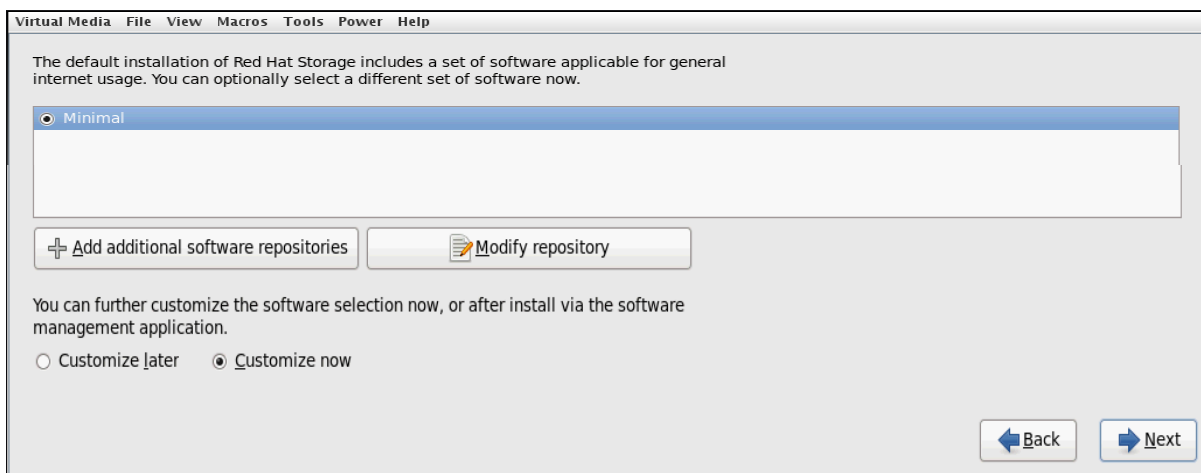 Virtual Media File View Macros Tools Power Help
The default installation of Red Hat Storage includes a set of software applicable for general
internet usage. You can optionally select a different set of software now.
Minimal
Add additional software repositories Modify repository
You can further customize the software selection now, or after install via the software
management application.
Customize later Customize now
Back Next